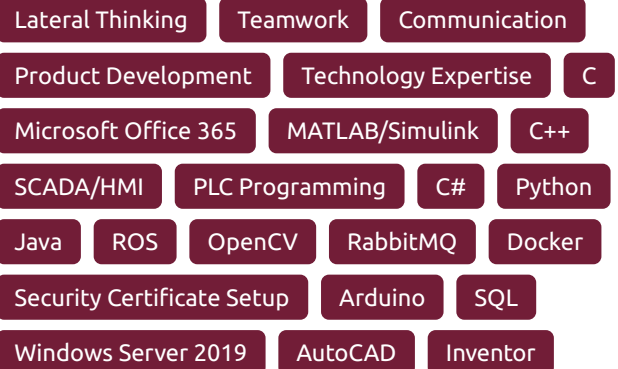 Lateral Thinking Teamwork Communication
Product Development Technology Expertise C
Microsoft Office 365 MATLAB/Simulink C++
SCADA/HMI PLC Programming C# Python
Java ROS OpenCV RabbitMQ Docker
Security Certificate Setup Arduino SQL
Windows Server 2019 AutoCAD Inventor